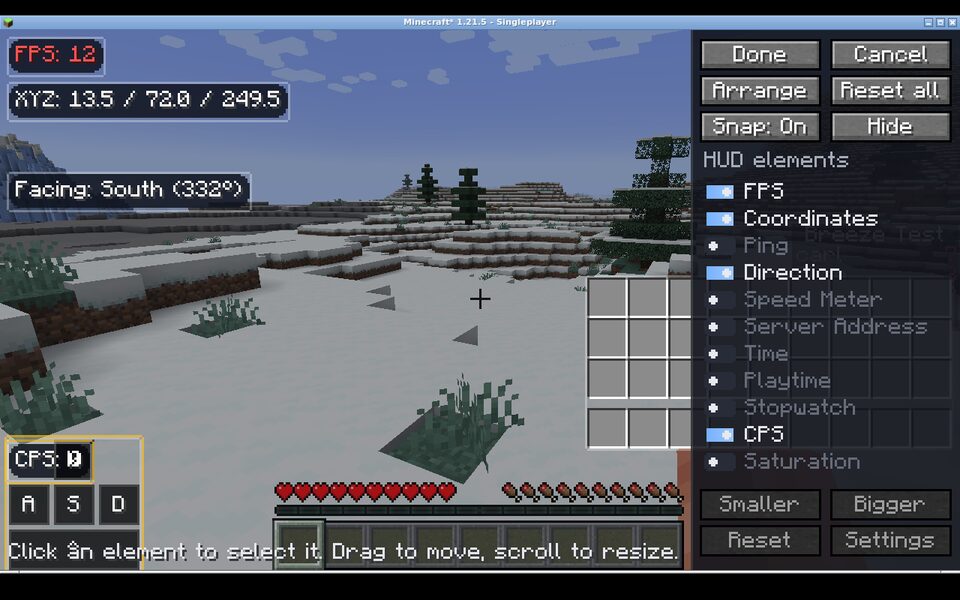 Minecraft* 1.21.5 - Singleplayer
FPS: 12
XYZ: 13.5 / 72.0 / 249.5
Facing: South (332°)
Done
Cancel
Arrange
Reset all
Snap: On
Hide
HUD elements
FPS
Coordinates
Ping
Direction
Speed Meter
Server Address
Time
Playtime
Stopwatch
CPS
Saturation
Smaller
Bigger
Reset
Settings
CPS:
A S D
Click an element to select it. Drag to move, scroll to resize.